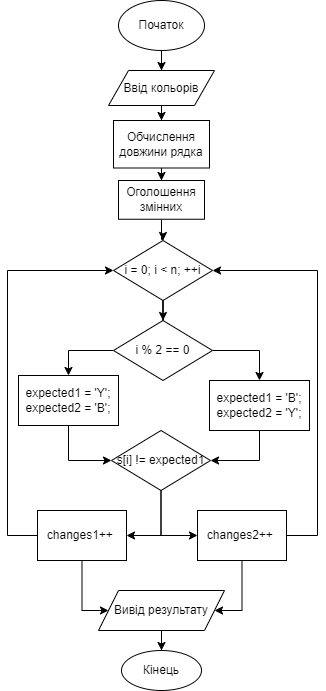 Початок
Ввід кольорів
Обчислення
довжини рядка
Оголошення
змінних
i = 0; i < n; ++i
i % 2 == 0
expected1 = 'Y';
expected2 = 'B';
expected1 = 'B';
expected2 = 'Y';
s[i] != expected1
changes1++
changes2++
Вивід результату
Кінець